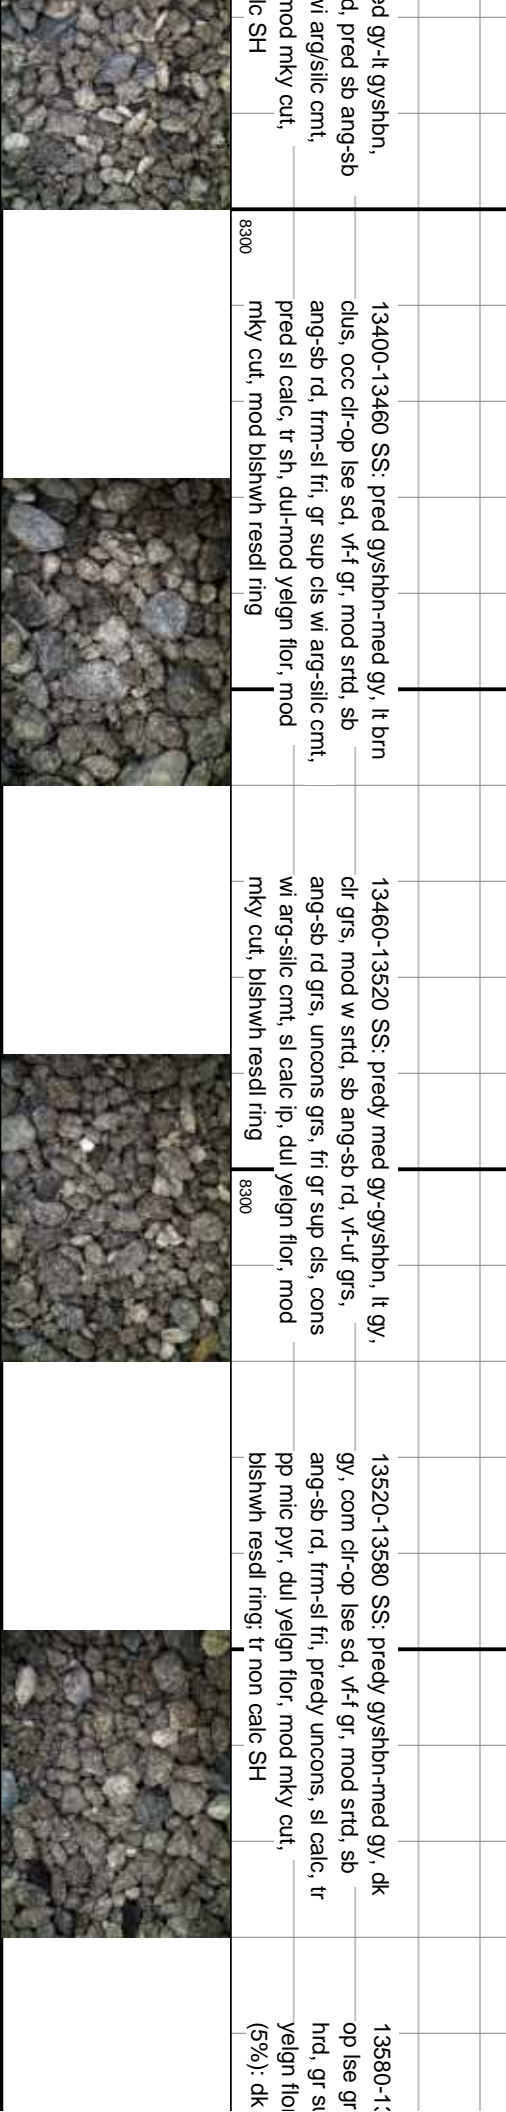 ed gy-lt gyshbn,
d, pred sb ang-sb
wi arg/silc cmt,
mod mky cut,
lc SH
8300
13400-13460 SS: pred gyshbn-med gy, lt brn
clus, occ clr-op lse sd, vf-f gr, mod srtd, sb
ang-sb rd, frm-sl fri, gr sup cls wi arg-silc cmt,
pred sl calc, tr sh, dul-mod yelgn flor, mod
mky cut, mod blshwh resdl ring
13460-13520 SS: predy med gy-gyshbn, lt gy,
clr grs, mod w srtd, sb ang-sb rd, vf-uf grs,
ang-sb rd grs, uncons grs, fri gr sup cls, cons
wi arg-silc cmt, sl calc ip, dul yelgn flor, mod
mky cut, blshwh resdl ring
8300
13520-13580 SS: predy gyshbn-med gy, dk
gy, com clr-op lse sd, vf-f gr, mod srtd, sb
ang-sb rd, frm-sl fri, predy uncons, sl calc, tr
pp mic pyr, dul yelgn flor, mod mky cut,
blshwh resdl ring; tr non calc SH
13580-13
op lse gr
hrd, gr su
yelgn flor
(5%): dk